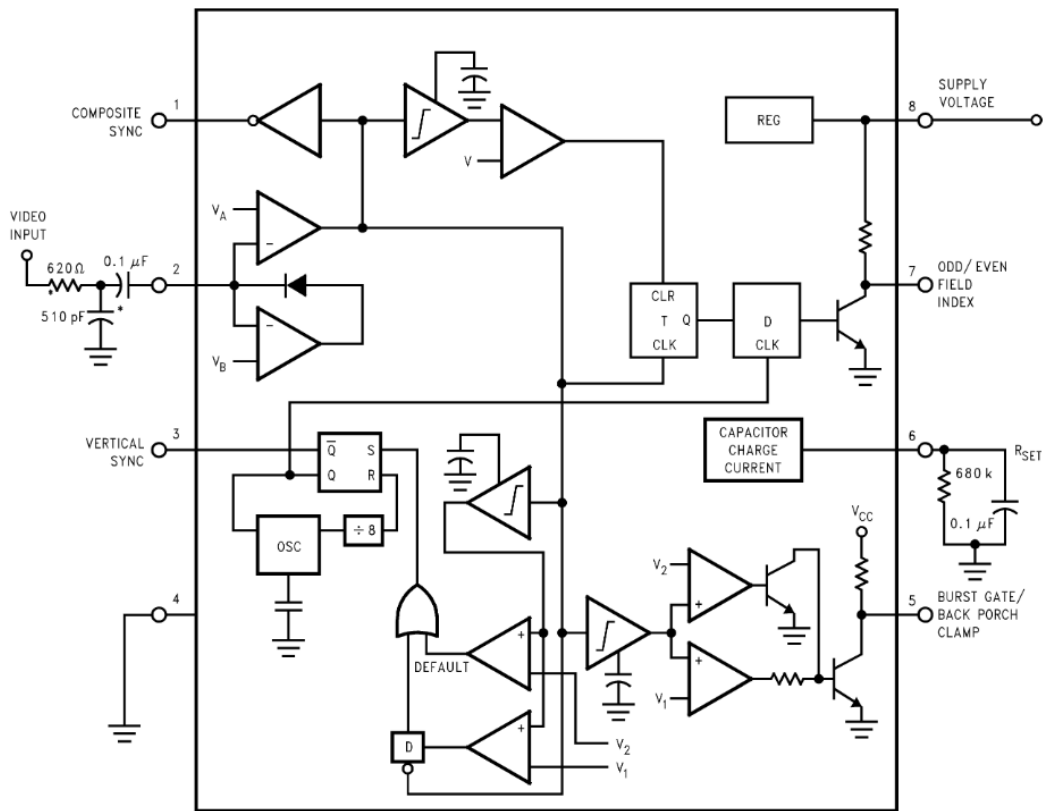 COMPOSITE
SYNC
1
8
SUPPLY
VOLTAGE
REG
V
VIDEO
INPUT
620Ω
*
0.1 μF
*
510 pF
2
V_A
−
−
V_B
7
ODD/EVEN
FIELD
INDEX
CLR
T Q
CLK
D
CLK
VERTICAL
SYNC
3
Q̅ S
Q R
OSC
÷ 8
CAPACITOR
CHARGE
CURRENT
6
R_SET
680 k
0.1 μF
V_CC
4
DEFAULT
+
+
D
V_2
V_1
V_2
+
+
V_1
5
BURST GATE/
BACK PORCH
CLAMP